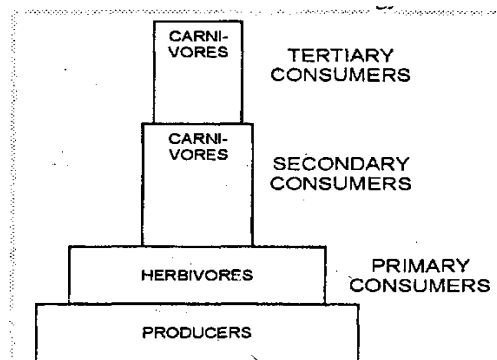 CARNI-
VORES
TERTIARY
CONSUMERS
CARNI-
VORES
SECONDARY
CONSUMERS
HERBIVORES
PRIMARY
CONSUMERS
PRODUCERS